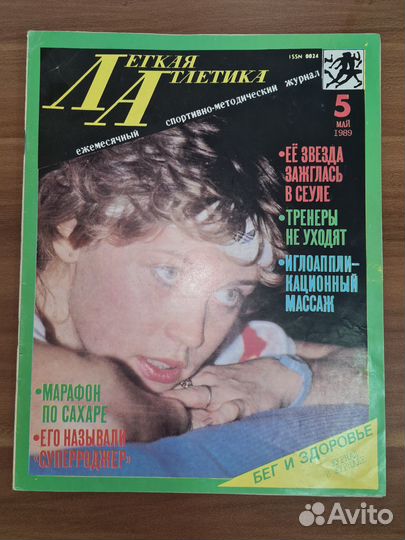 ЛЕГКАЯ
АТЛЕТИКА
ежемесячный спортивно-методический журнал
ISSN 0024
5
МАЙ
1989
•ЕЁ ЗВЕЗДА
ЗАЖГЛАСЬ
В СЕУЛЕ
•ТРЕНЕРЫ
НЕ УХОДЯТ
•ИГЛОАППЛИ-
КАЦИОННЫЙ
МАССАЖ
•МАРАФОН
ПО САХАРЕ
•ЕГО НАЗЫВАЛИ
«СУПЕРРОДЖЕР»
БЕГ И ЗДОРОВЬЕ
Avito